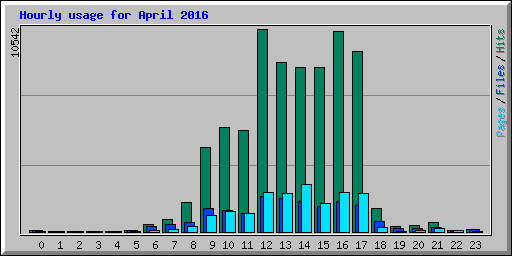 Hourly usage for April 2016
10542
Pages / Files / Hits
0 1 2 3 4 5 6 7 8 9 10 11 12 13 14 15 16 17 18 19 20 21 22 23